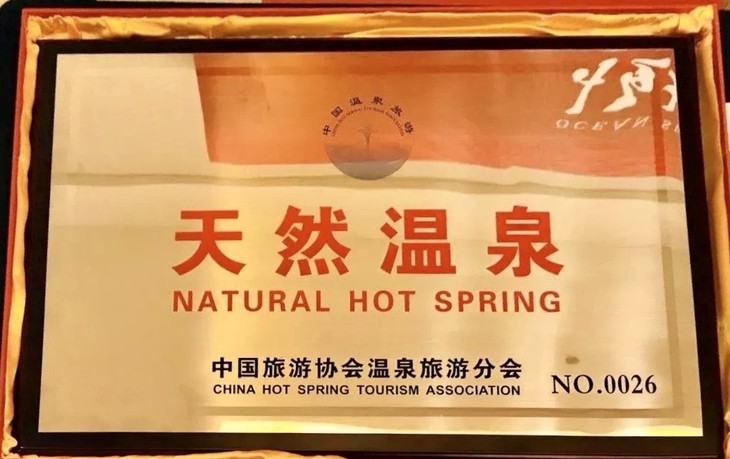 中国温泉旅游
天然温泉
NATURAL HOT SPRING
中国旅游协会温泉旅游分会
CHINA HOT SPRING TOURISM ASSOCIATION
NO.0026